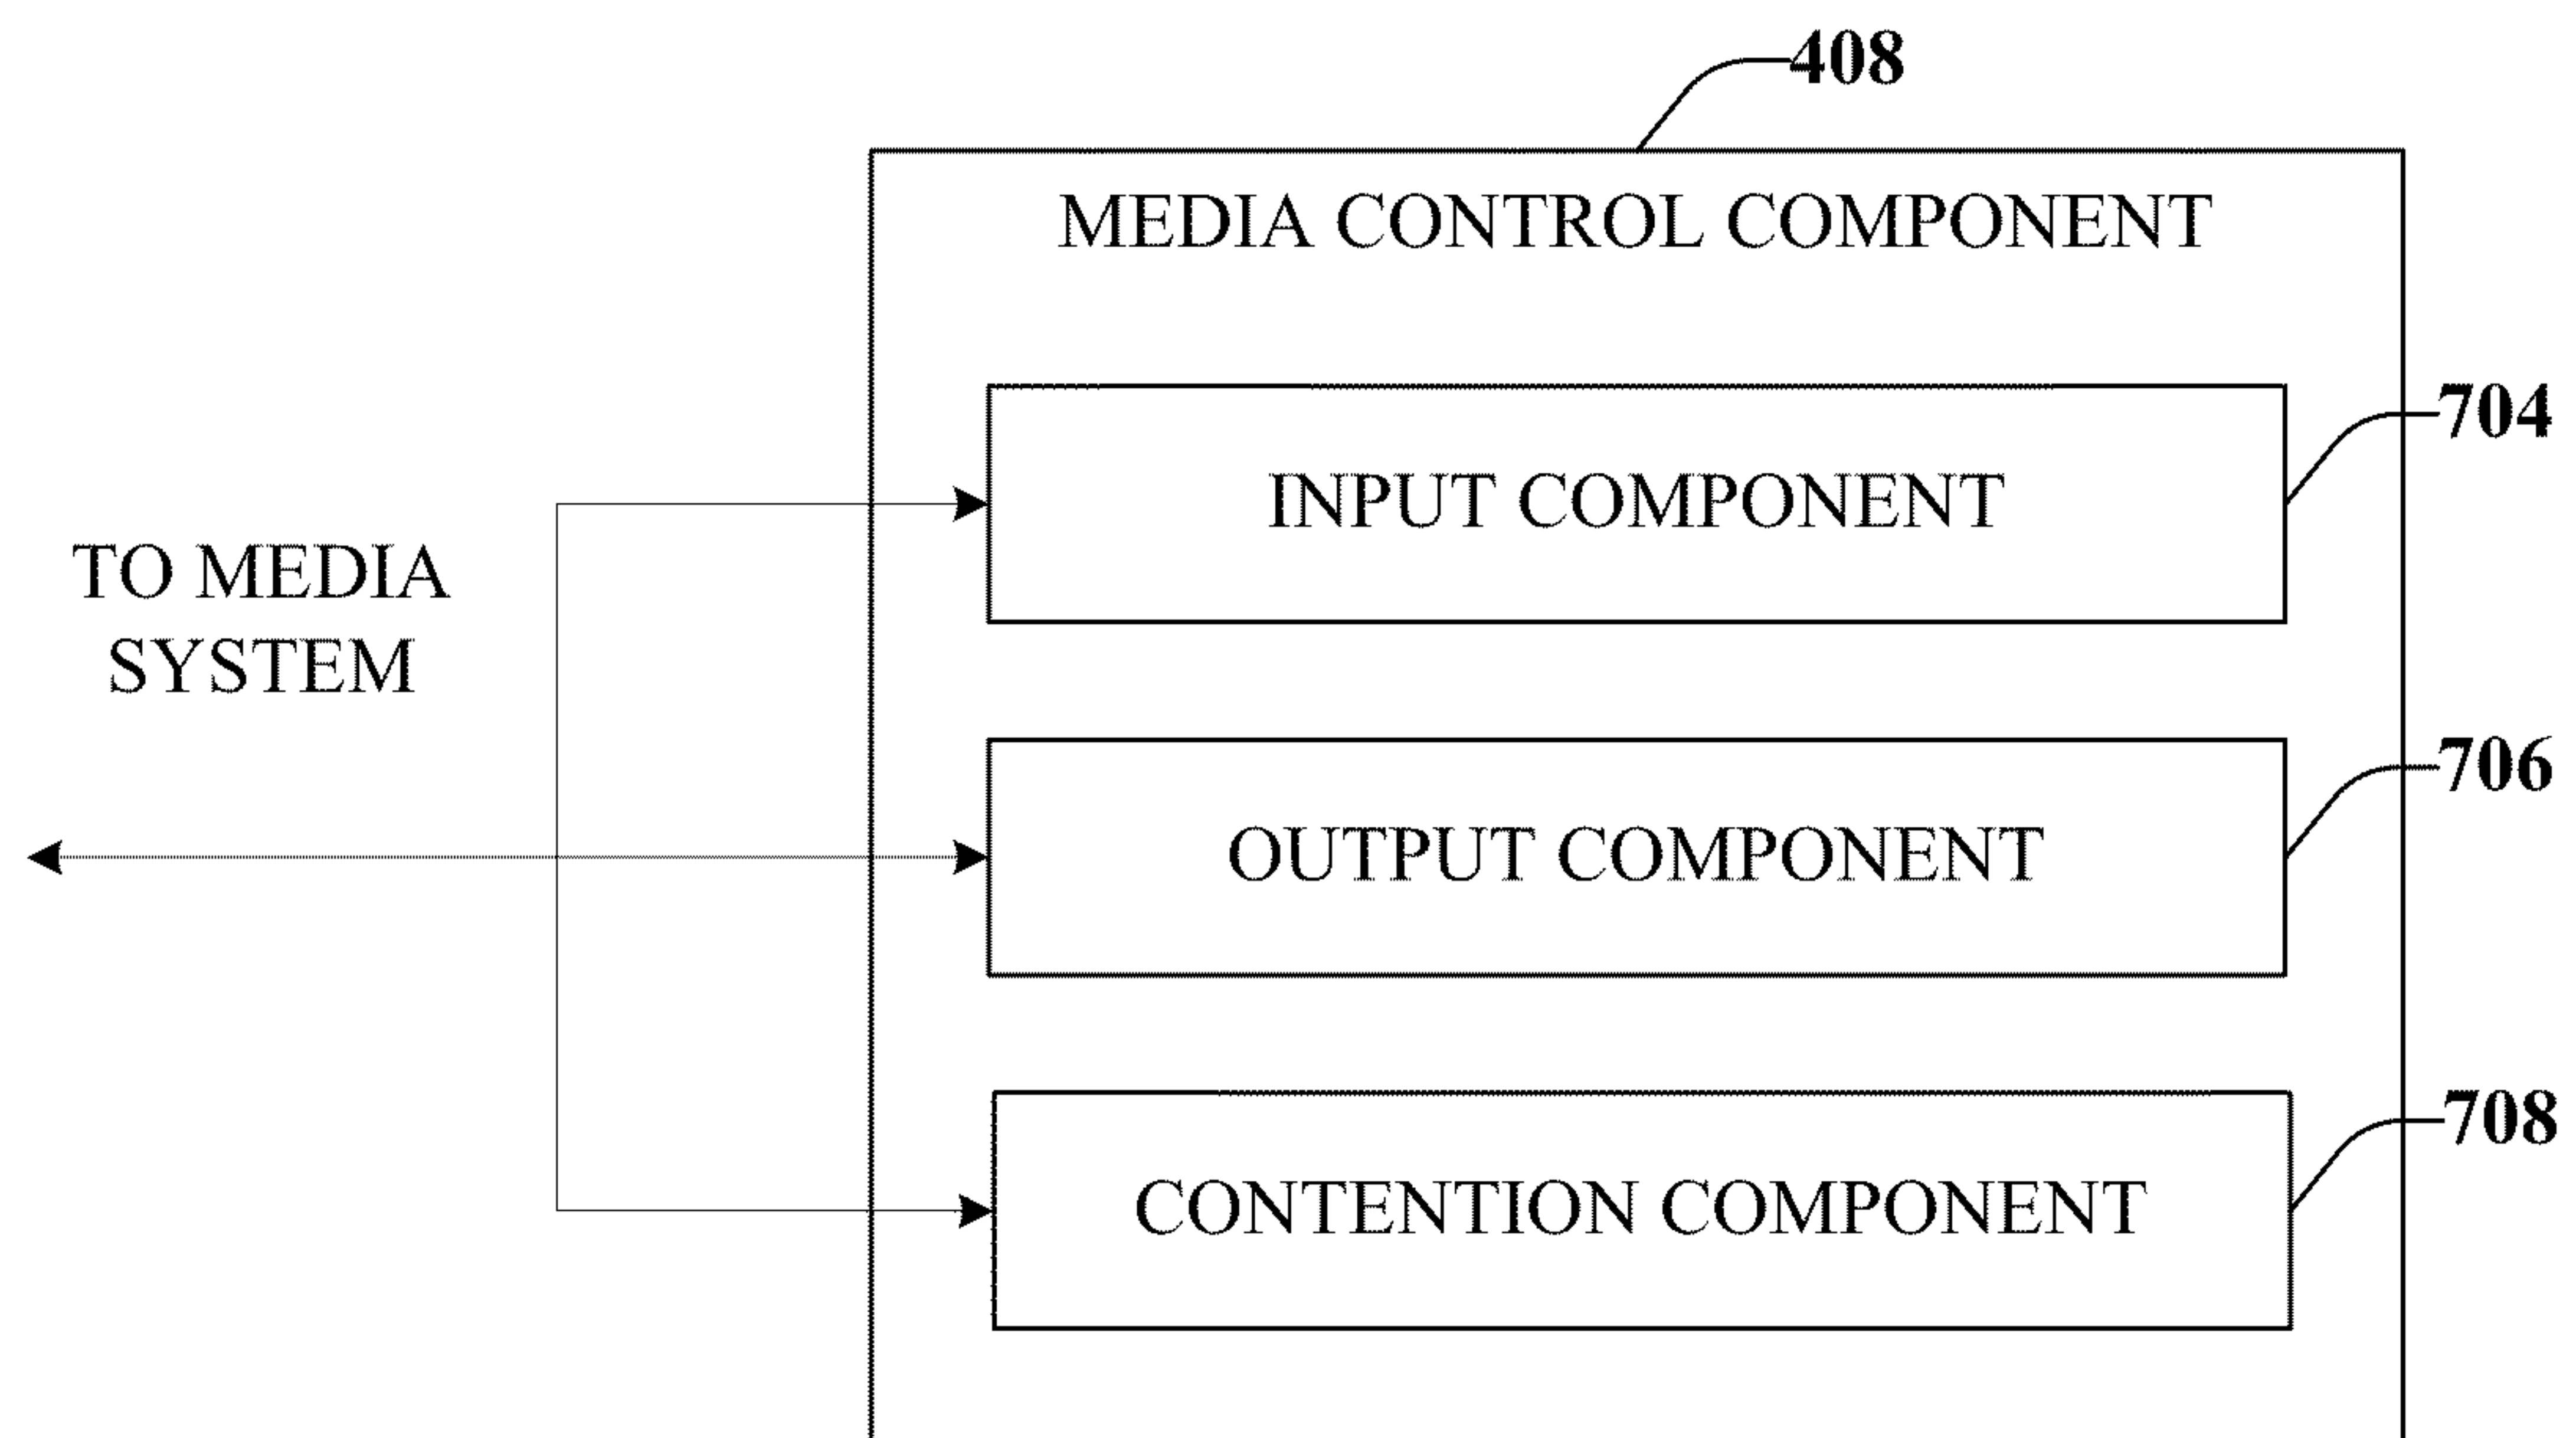 408
MEDIA CONTROL COMPONENT
704
INPUT COMPONENT
TO MEDIA
SYSTEM
706
OUTPUT COMPONENT
708
CONTENTION COMPONENT